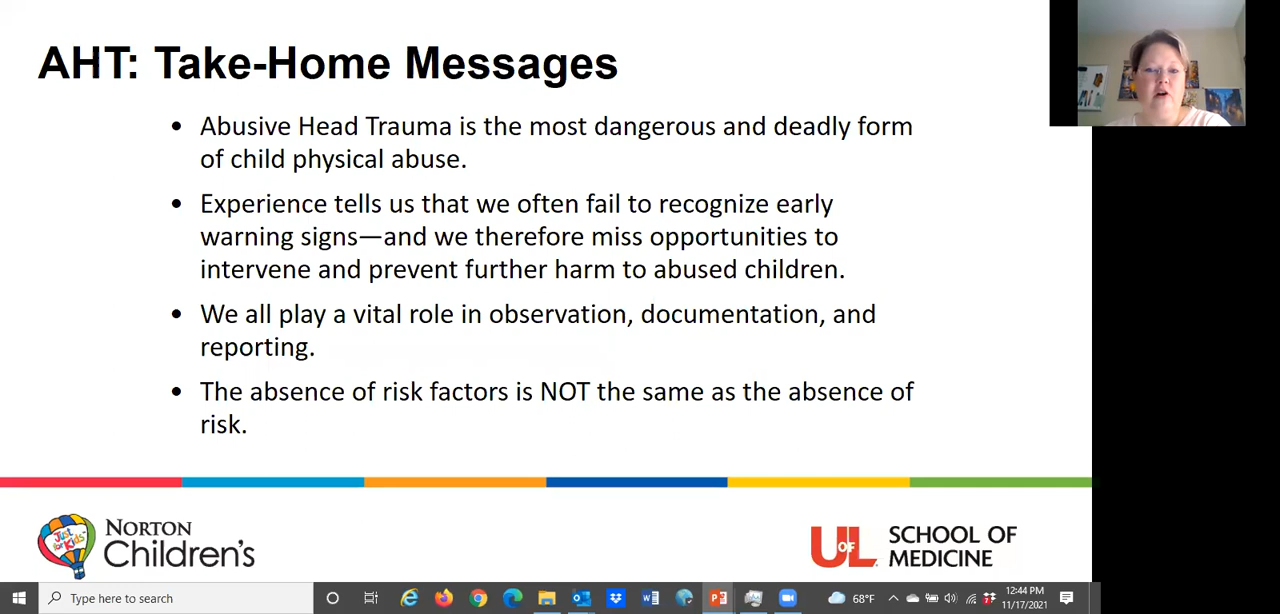 AHT: Take-Home Messages
• Abusive Head Trauma is the most dangerous and deadly form
of child physical abuse.
• Experience tells us that we often fail to recognize early
warning signs—and we therefore miss opportunities to
intervene and prevent further harm to abused children.
• We all play a vital role in observation, documentation, and
reporting.
• The absence of risk factors is NOT the same as the absence of
risk.
Just for Kids
NORTON
Children's
UofL
SCHOOL OF
MEDICINE
Type here to search
68°F
12:44 PM
11/17/2021